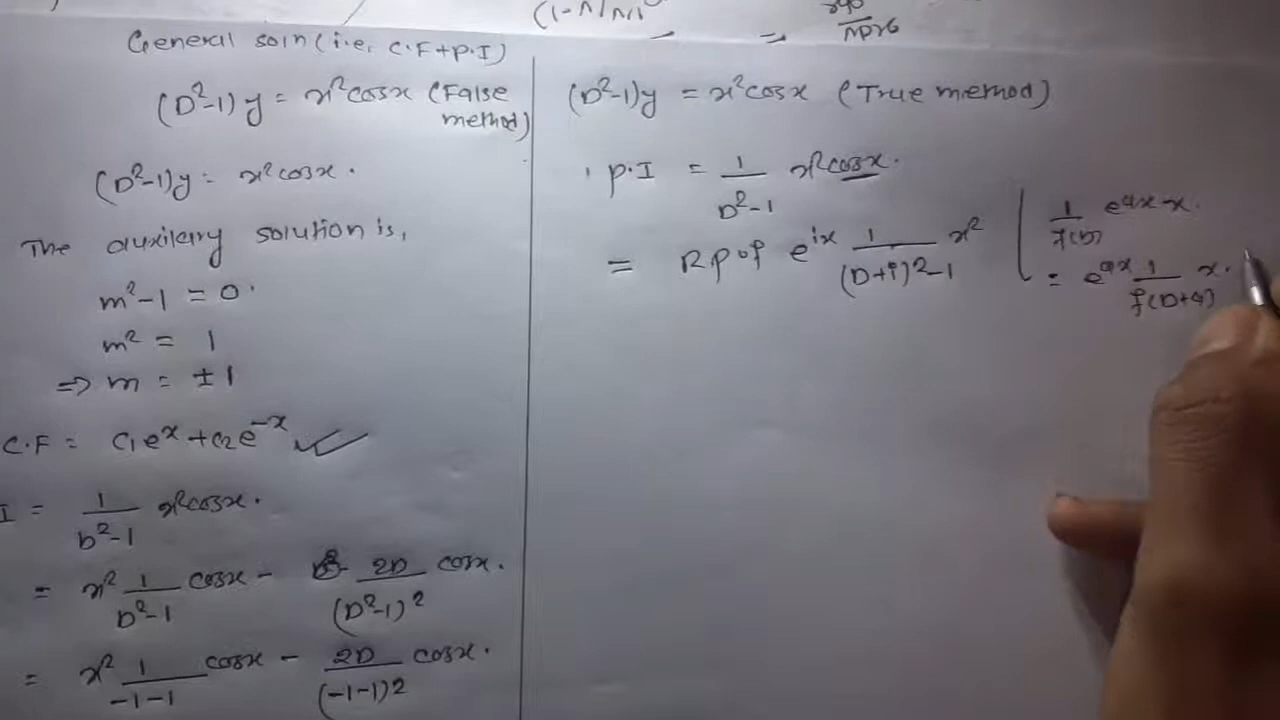 General soln (i.e, C.F+P.I)
(D²-1)y = x²cosx (False method)
(D²-1)y = x²cosx.
The auxilary solution is,
m²-1 = 0.
m² = 1
⇒ m = ±1
C.F = C₁eˣ+C₂e⁻ˣ
I = 1/(D²-1) x²cosx.
= x² 1/(D²-1) cosx - 2D/(D²-1)² cosx.
= x² 1/(-1-1) cosx - 2D/(-1-1)² cosx.
(D²-1)y = x²cosx (True method)
P.I = 1/(D²-1) x²cosx.
= R p of e^ix 1/((D+i)²-1) x²
1/f(D) e^ax x.
= e^ax 1/f(D+a) x.